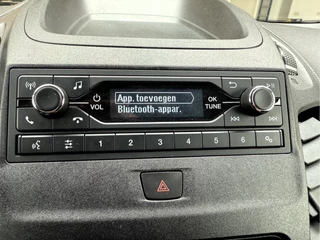 App. toevoegen
Bluetooth-appar.
VOL
OK
TUNE
1 2 3 4 5 6